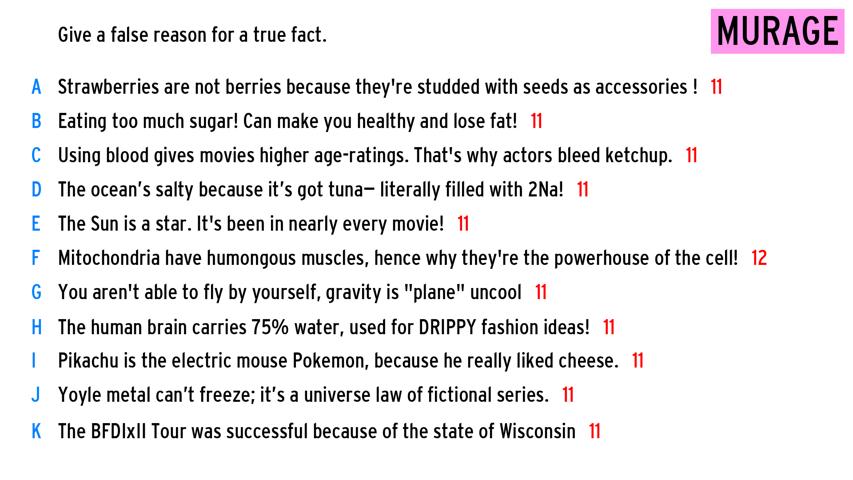 Give a false reason for a true fact.
MURAGE
A Strawberries are not berries because they're studded with seeds as accessories ! 11
B Eating too much sugar! Can make you healthy and lose fat! 11
C Using blood gives movies higher age-ratings. That's why actors bleed ketchup. 11
D The ocean’s salty because it’s got tuna— literally filled with 2Na! 11
E The Sun is a star. It's been in nearly every movie! 11
F Mitochondria have humongous muscles, hence why they're the powerhouse of the cell! 12
G You aren't able to fly by yourself, gravity is "plane" uncool 11
H The human brain carries 75% water, used for DRIPPY fashion ideas! 11
I Pikachu is the electric mouse Pokemon, because he really liked cheese. 11
J Yoyle metal can’t freeze; it’s a universe law of fictional series. 11
K The BFDIxII Tour was successful because of the state of Wisconsin 11